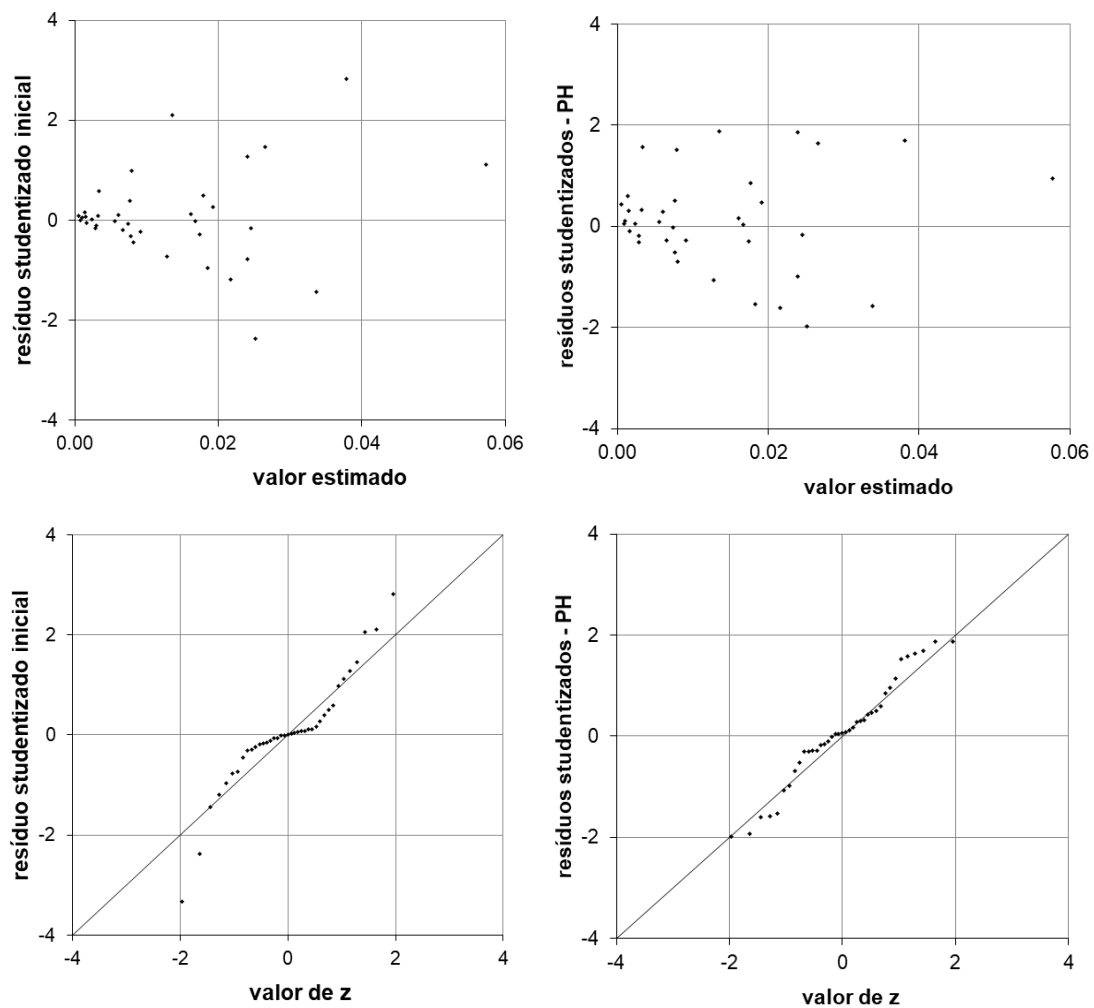 resíduo studentizado inicial
4
2
0
-2
-4
0.00 0.02 0.04 0.06
valor estimado
resíduos studentizados - PH
4
2
0
-2
-4
0.00 0.02 0.04 0.06
valor estimado
resíduo studentizado inicial
4
2
0
-2
-4
-4 -2 0 2 4
valor de z
resíduos studentizados - PH
4
2
0
-2
-4
-4 -2 0 2 4
valor de z